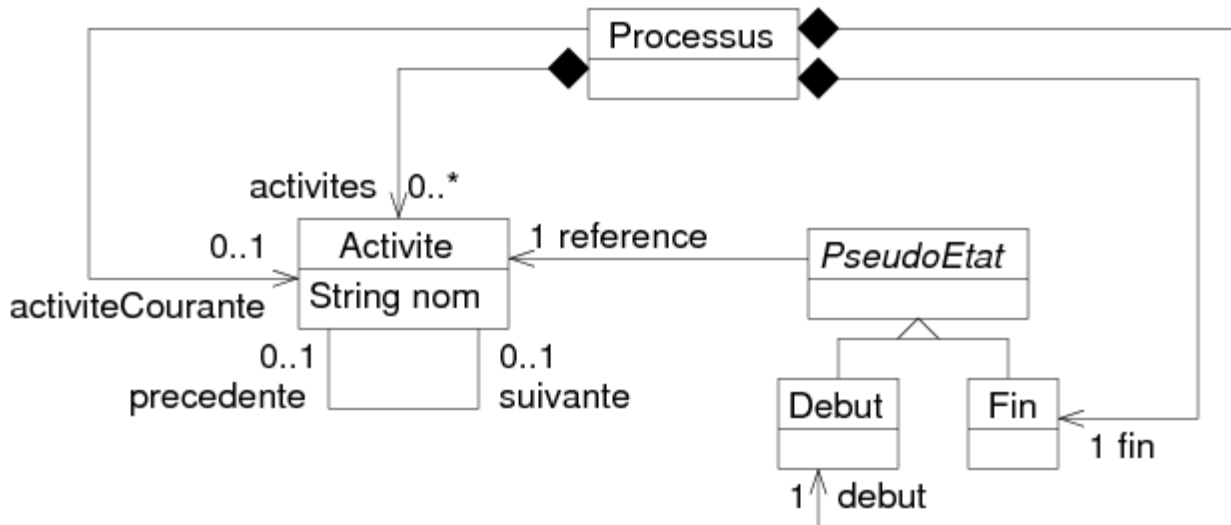 Processus
activites 0..*
0..1 Activite 1 reference PseudoEtat
activiteCourante String nom
0..1 0..1
precedente suivante
Debut Fin
1 fin
1 debut